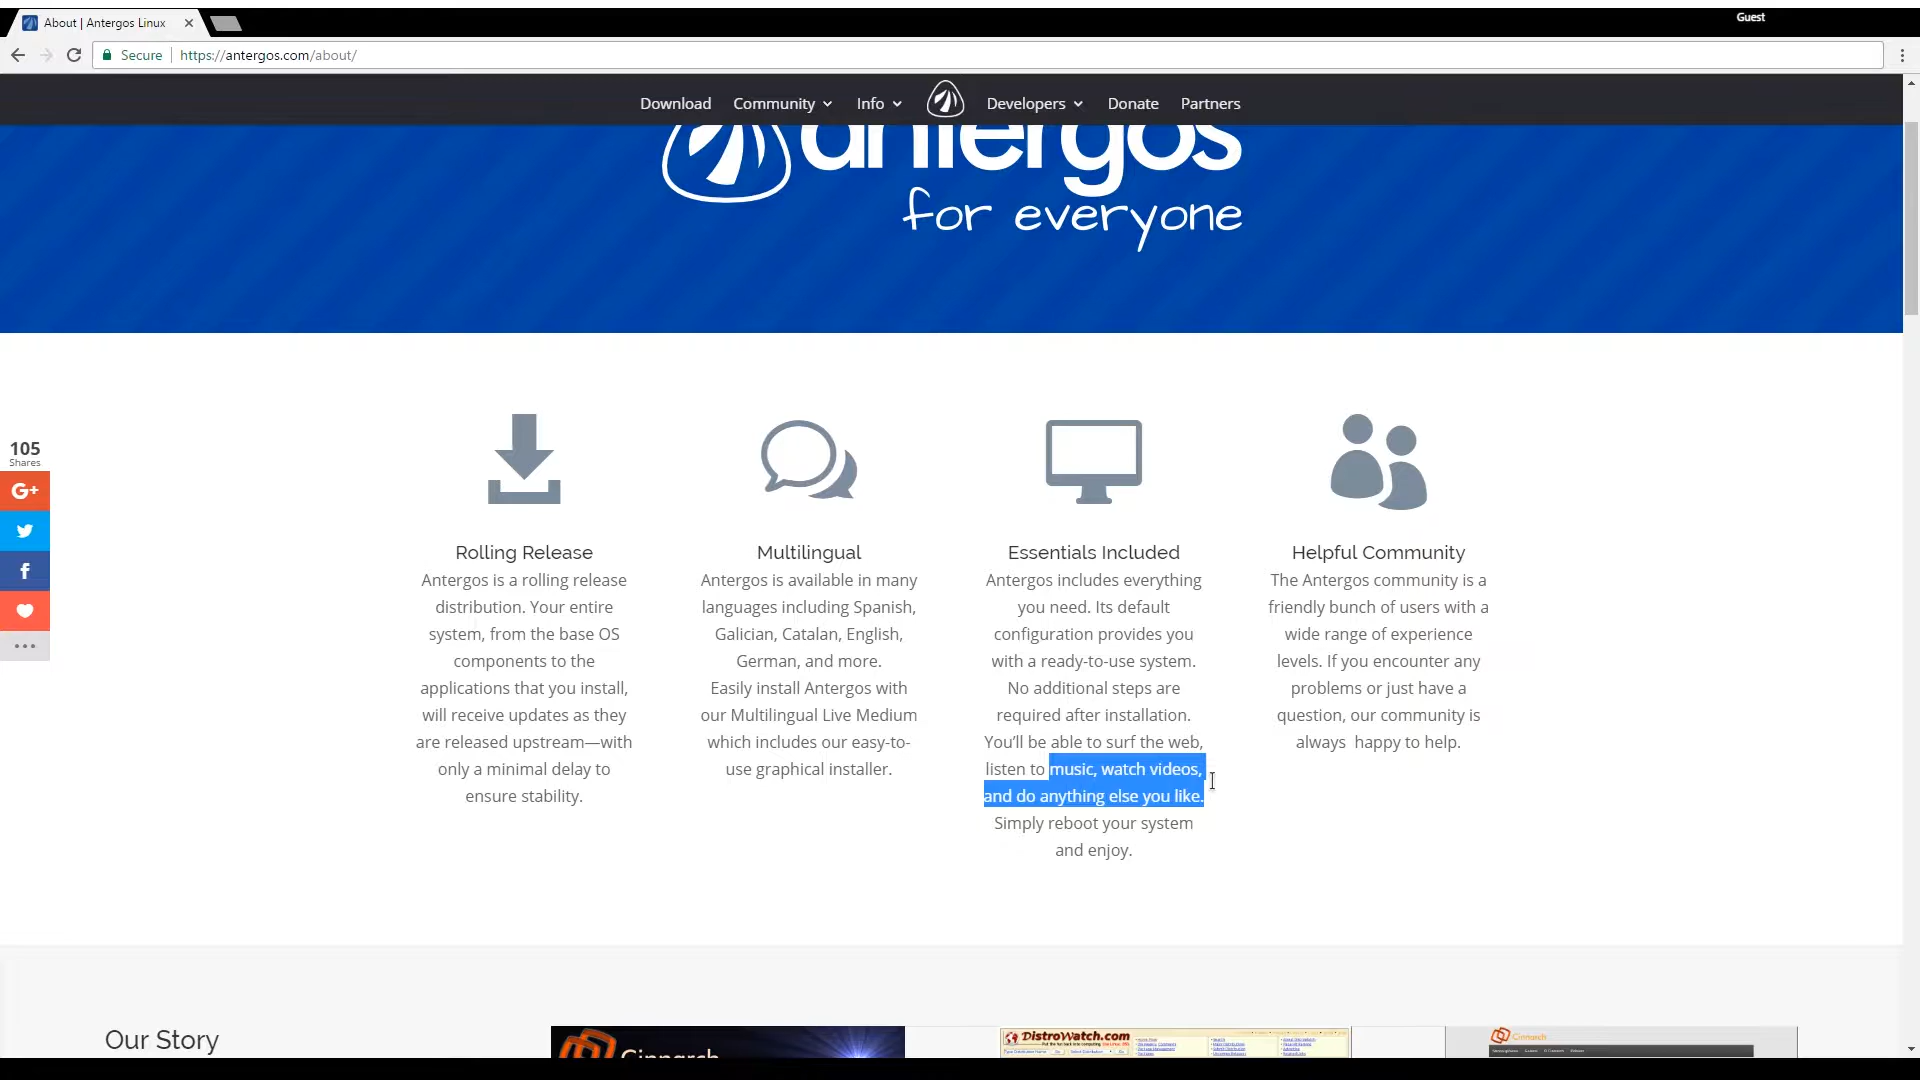 About | Antergos Linux
Guest
Secure
https://antergos.com/about/
Download Community Info Developers Donate Partners
antergos
for everyone
105
Shares
G+
f
Rolling Release
Antergos is a rolling release
distribution. Your entire
system, from the base OS
components to the
applications that you install,
will receive updates as they
are released upstream—with
only a minimal delay to
ensure stability.
Multilingual
Antergos is available in many
languages including Spanish,
Galician, Catalan, English,
German, and more.
Easily install Antergos with
our Multilingual Live Medium
which includes our easy-to-
use graphical installer.
Essentials Included
Antergos includes everything
you need. Its default
configuration provides you
with a ready-to-use system.
No additional steps are
required after installation.
You'll be able to surf the web,
listen to music, watch videos,
and do anything else you like.
Simply reboot your system
and enjoy.
Helpful Community
The Antergos community is a
friendly bunch of users with a
wide range of experience
levels. If you encounter any
problems or just have a
question, our community is
always happy to help.
Our Story
Cinnarch
DistroWatch.com
Cinnarch